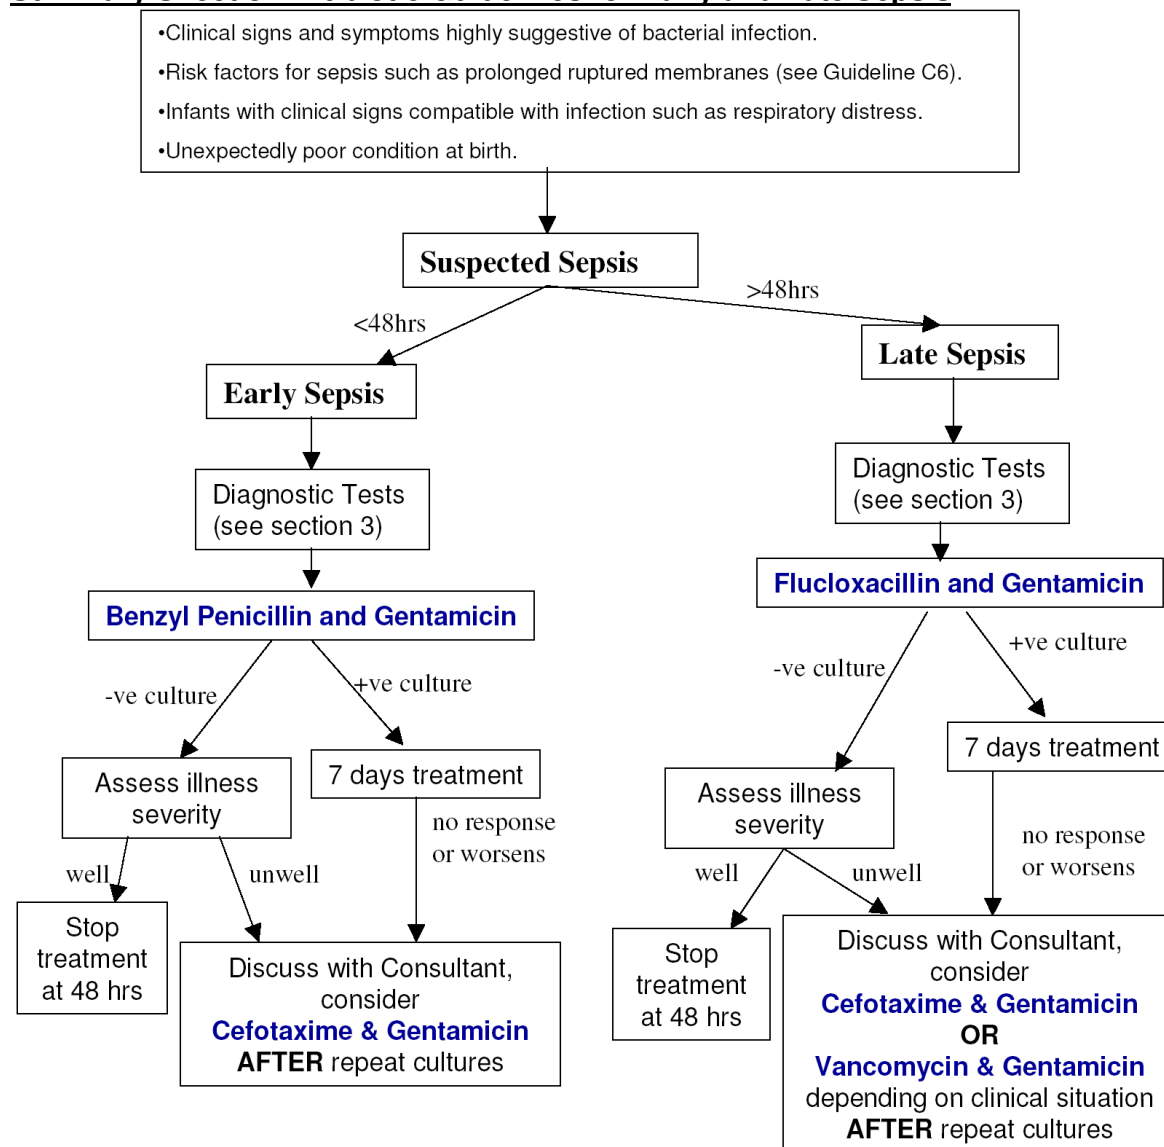 •Clinical signs and symptoms highly suggestive of bacterial infection.
•Risk factors for sepsis such as prolonged ruptured membranes (see Guideline C6).
•Infants with clinical signs compatible with infection such as respiratory distress.
•Unexpectedly poor condition at birth.
Suspected Sepsis
<48hrs
>48hrs
Early Sepsis
Late Sepsis
Diagnostic Tests
(see section 3)
Diagnostic Tests
(see section 3)
Benzyl Penicillin and Gentamicin
Flucloxacillin and Gentamicin
-ve culture
+ve culture
-ve culture
+ve culture
Assess illness
severity
7 days treatment
Assess illness
severity
7 days treatment
well
unwell
no response
or worsens
well
unwell
no response
or worsens
Stop
treatment
at 48 hrs
Discuss with Consultant,
consider
Cefotaxime & Gentamicin
AFTER repeat cultures
Stop
treatment
at 48 hrs
Discuss with Consultant,
consider
Cefotaxime & Gentamicin
OR
Vancomycin & Gentamicin
depending on clinical situation
AFTER repeat cultures